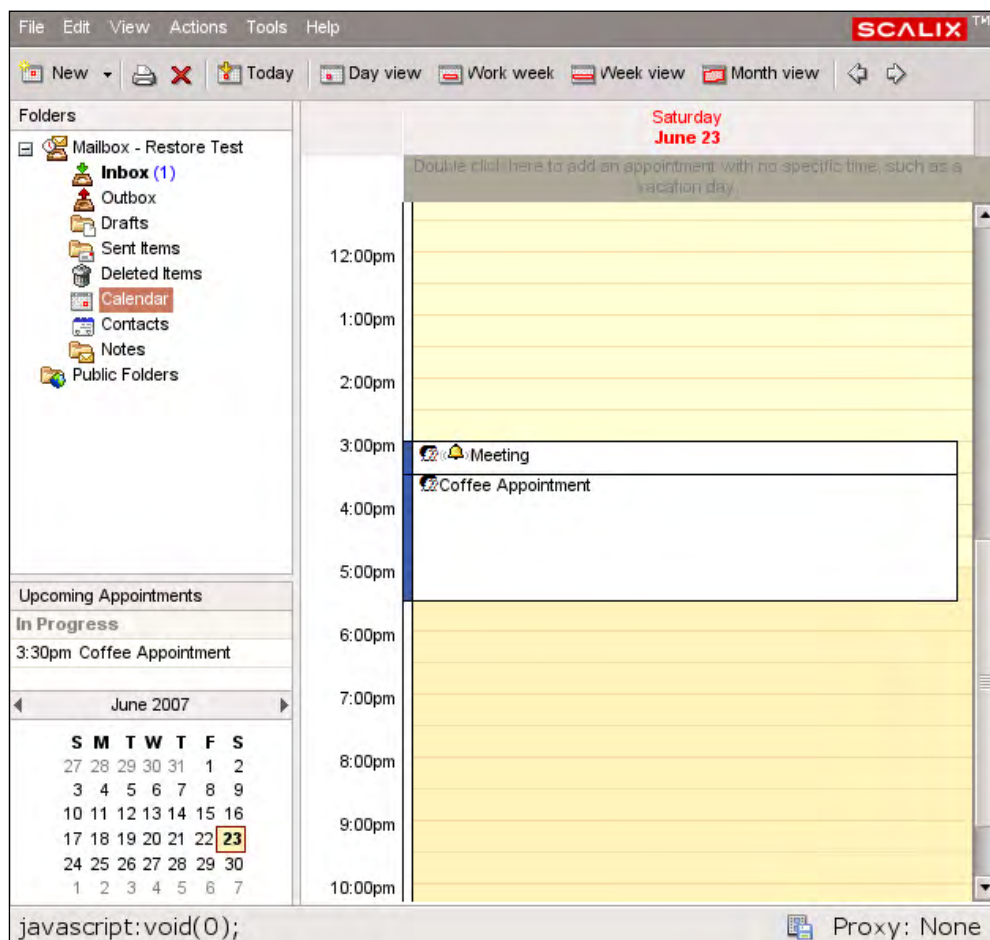 File Edit View Actions Tools Help
SCALIX TM
New Today Day view Work week Week view Month view
Folders
Mailbox - Restore Test
Inbox (1)
Outbox
Drafts
Sent Items
Deleted Items
Calendar
Contacts
Notes
Public Folders
Upcoming Appointments
In Progress
3:30pm Coffee Appointment
June 2007
S M T W T F S
27 28 29 30 31 1 2
3 4 5 6 7 8 9
10 11 12 13 14 15 16
17 18 19 20 21 22 23
24 25 26 27 28 29 30
1 2 3 4 5 6 7
Saturday
June 23
Double click here to add an appointment with no specific time, such as a
vacation day.
12:00pm
1:00pm
2:00pm
3:00pm
Meeting
Coffee Appointment
4:00pm
5:00pm
6:00pm
7:00pm
8:00pm
9:00pm
10:00pm
javascript:void(0);
Proxy: None